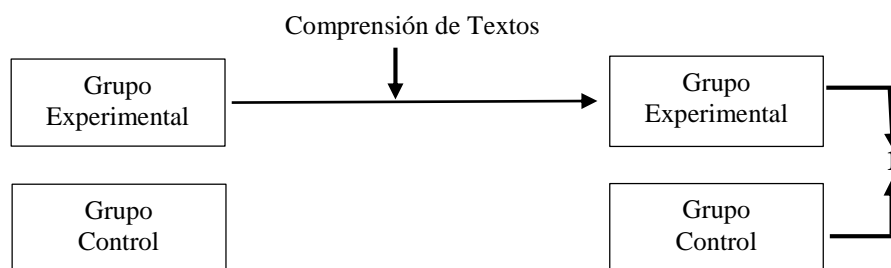 Comprensión de Textos
Grupo
Experimental
Grupo
Experimental
Grupo
Control
Grupo
Control